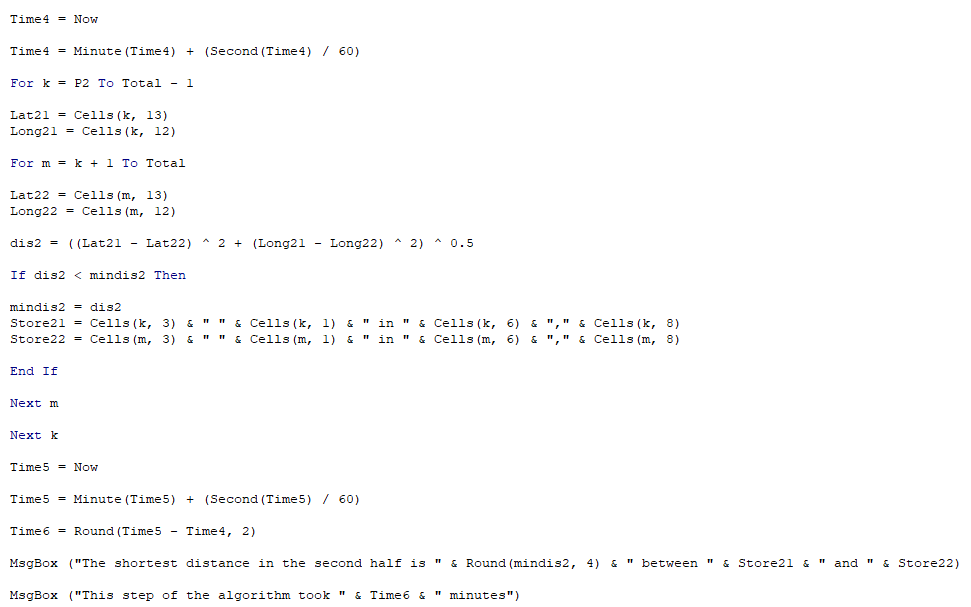 Time4 = Now
Time4 = Minute(Time4) + (Second(Time4) / 60)
For k = P2 To Total - 1
Lat21 = Cells(k, 13)
Long21 = Cells(k, 12)
For m = k + 1 To Total
Lat22 = Cells(m, 13)
Long22 = Cells(m, 12)
dis2 = ((Lat21 - Lat22) ^ 2 + (Long21 - Long22) ^ 2) ^ 0.5
If dis2 < mindis2 Then
mindis2 = dis2
Store21 = Cells(k, 3) & " " & Cells(k, 1) & " in " & Cells(k, 6) & "," & Cells(k, 8)
Store22 = Cells(m, 3) & " " & Cells(m, 1) & " in " & Cells(m, 6) & "," & Cells(m, 8)
End If
Next m
Next k
Time5 = Now
Time5 = Minute(Time5) + (Second(Time5) / 60)
Time6 = Round(Time5 - Time4, 2)
MsgBox ("The shortest distance in the second half is " & Round(mindis2, 4) & " between " & Store21 & " and " & Store22)
MsgBox ("This step of the algorithm took " & Time6 & " minutes")